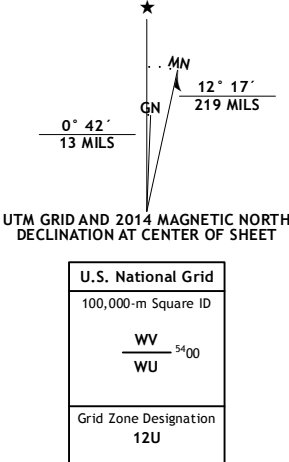 ★
MN
GN
12° 17´
219 MILS
0° 42´
13 MILS
UTM GRID AND 2014 MAGNETIC NORTH
DECLINATION AT CENTER OF SHEET
U.S. National Grid
100,000-m Square ID
WV
5400
WU
Grid Zone Designation
12U